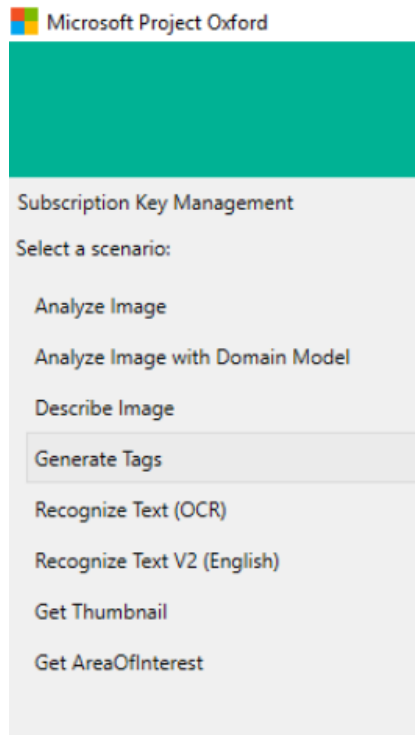 Microsoft Project Oxford
Subscription Key Management
Select a scenario:
Analyze Image
Analyze Image with Domain Model
Describe Image
Generate Tags
Recognize Text (OCR)
Recognize Text V2 (English)
Get Thumbnail
Get AreaOfInterest